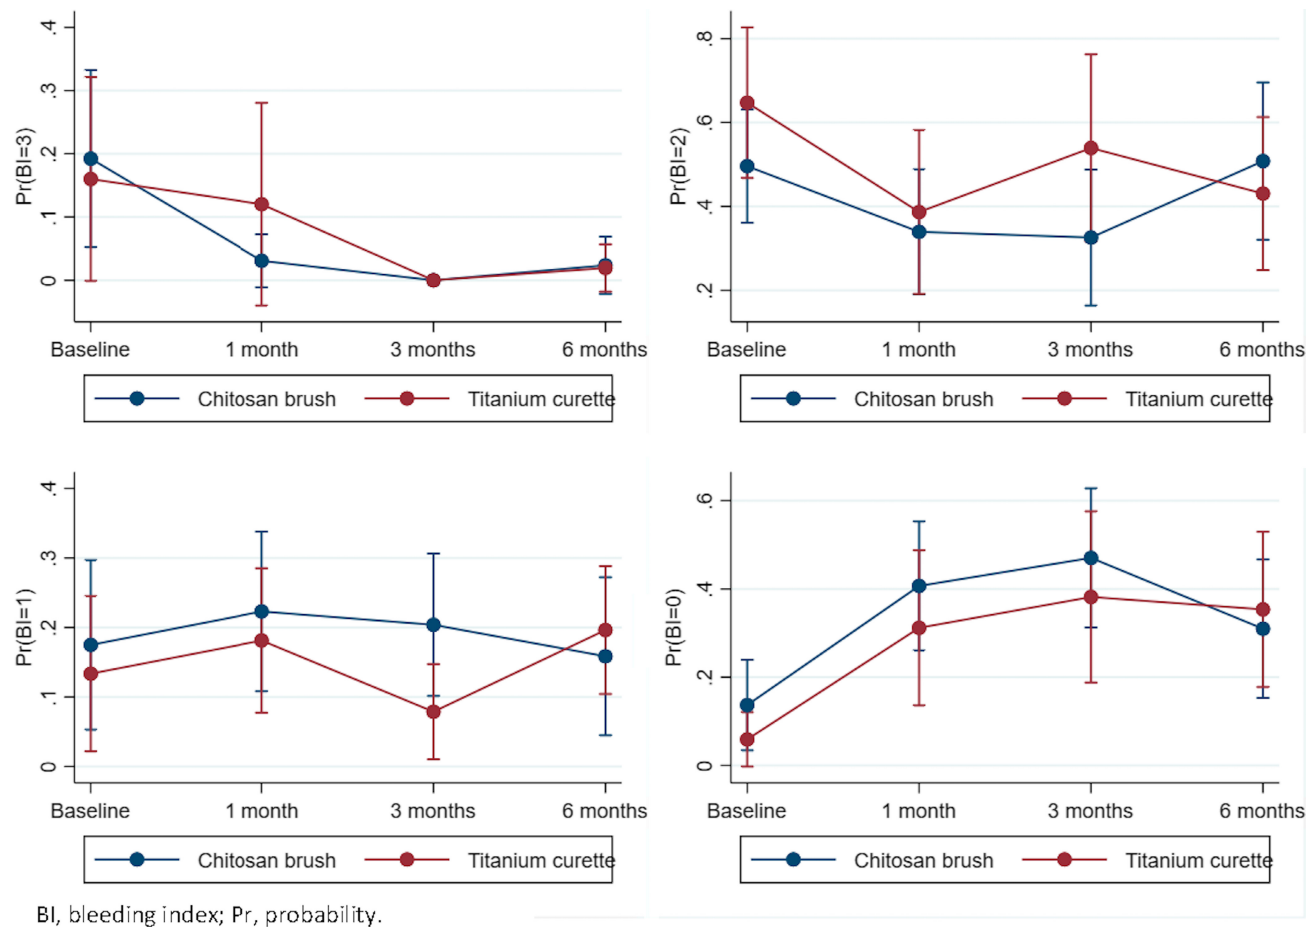 Pr(BI=3)
.4
.3
.2
.1
0
Baseline 1 month 3 months 6 months
Chitosan brush Titanium curette
Pr(BI=2)
.8
.6
.4
.2
Baseline 1 month 3 months 6 months
Chitosan brush Titanium curette
Pr(BI=1)
.4
.3
.2
.1
0
Baseline 1 month 3 months 6 months
Chitosan brush Titanium curette
Pr(BI=0)
.6
.4
.2
0
Baseline 1 month 3 months 6 months
Chitosan brush Titanium curette
BI, bleeding index; Pr, probability.